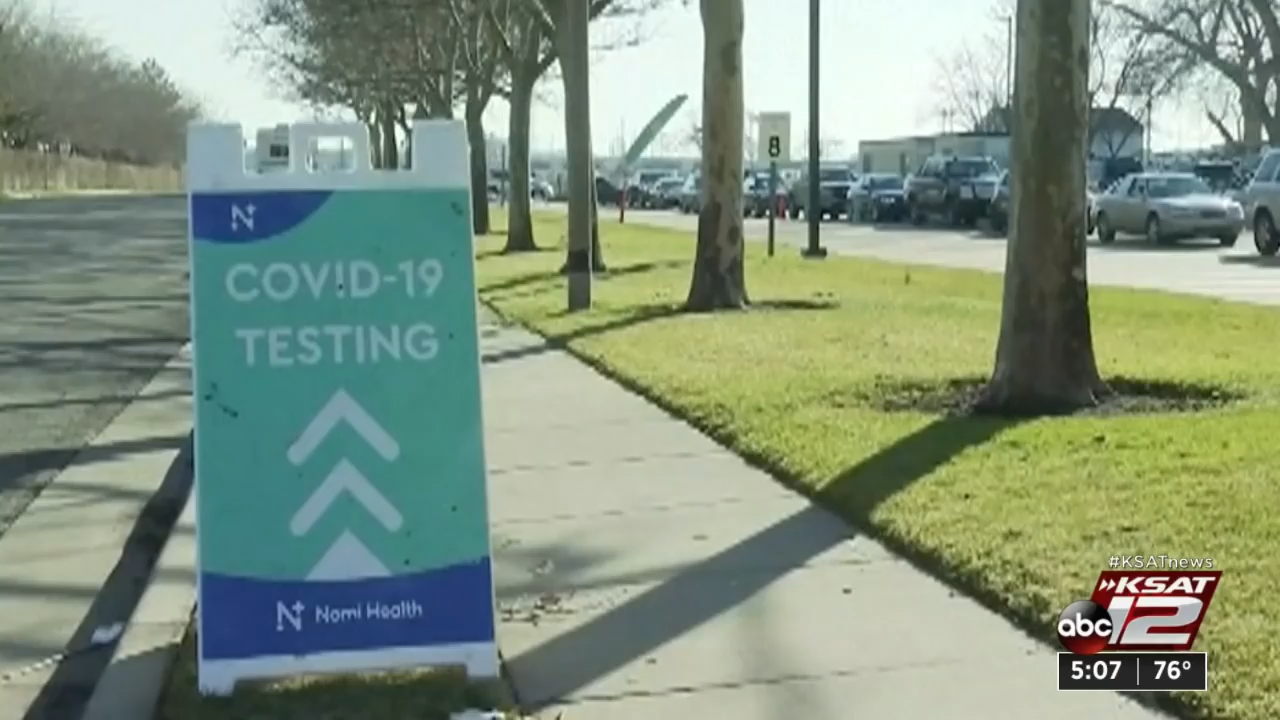 N
COVID-19
TESTING
N Nomi Health
8
#KSATnews
KSAT
abc 12
5:07 76°